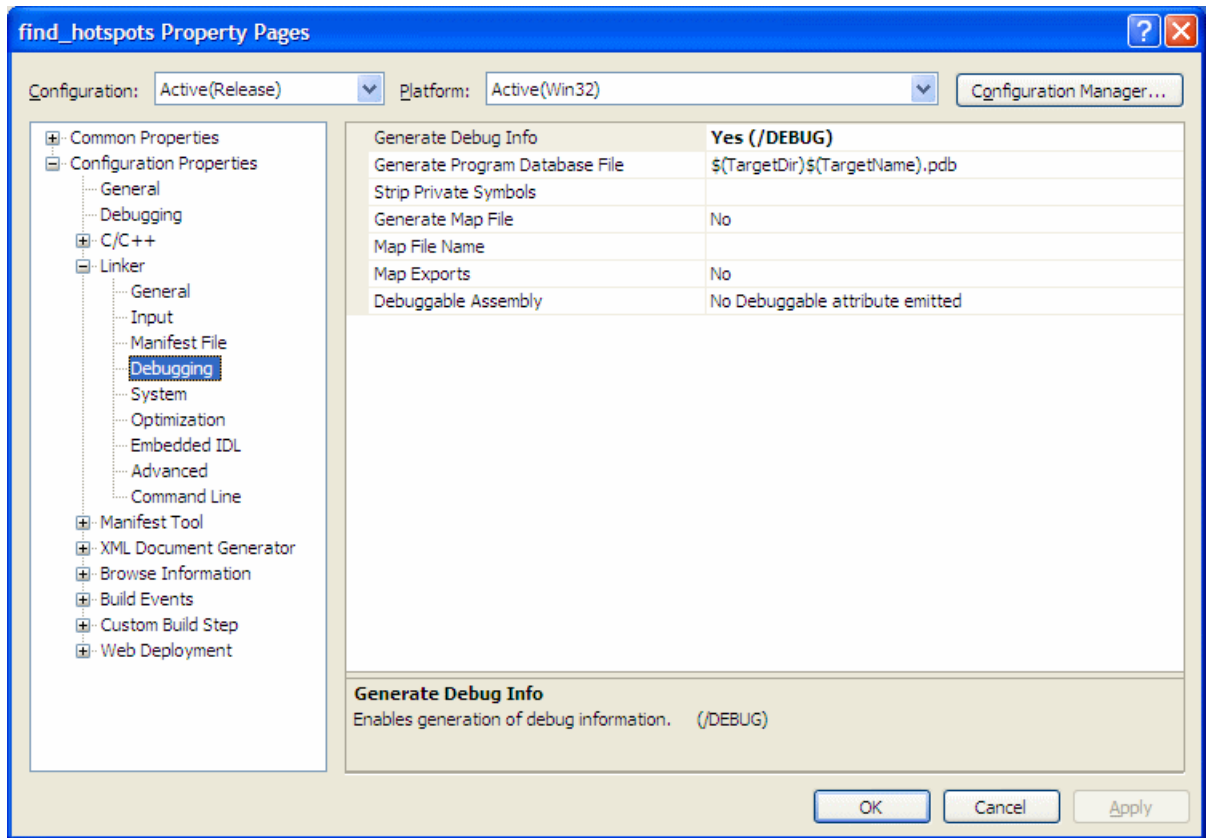 find_hotspots Property Pages
Configuration: Active(Release) Platform: Active(Win32) Configuration Manager...
Common Properties
Configuration Properties
General
Debugging
C/C++
Linker
General
Input
Manifest File
Debugging
System
Optimization
Embedded IDL
Advanced
Command Line
Manifest Tool
XML Document Generator
Browse Information
Build Events
Custom Build Step
Web Deployment
Generate Debug Info Yes (/DEBUG)
Generate Program Database File $(TargetDir)$(TargetName).pdb
Strip Private Symbols
Generate Map File No
Map File Name
Map Exports No
Debuggable Assembly No Debuggable attribute emitted
Generate Debug Info
Enables generation of debug information. (/DEBUG)
OK Cancel Apply